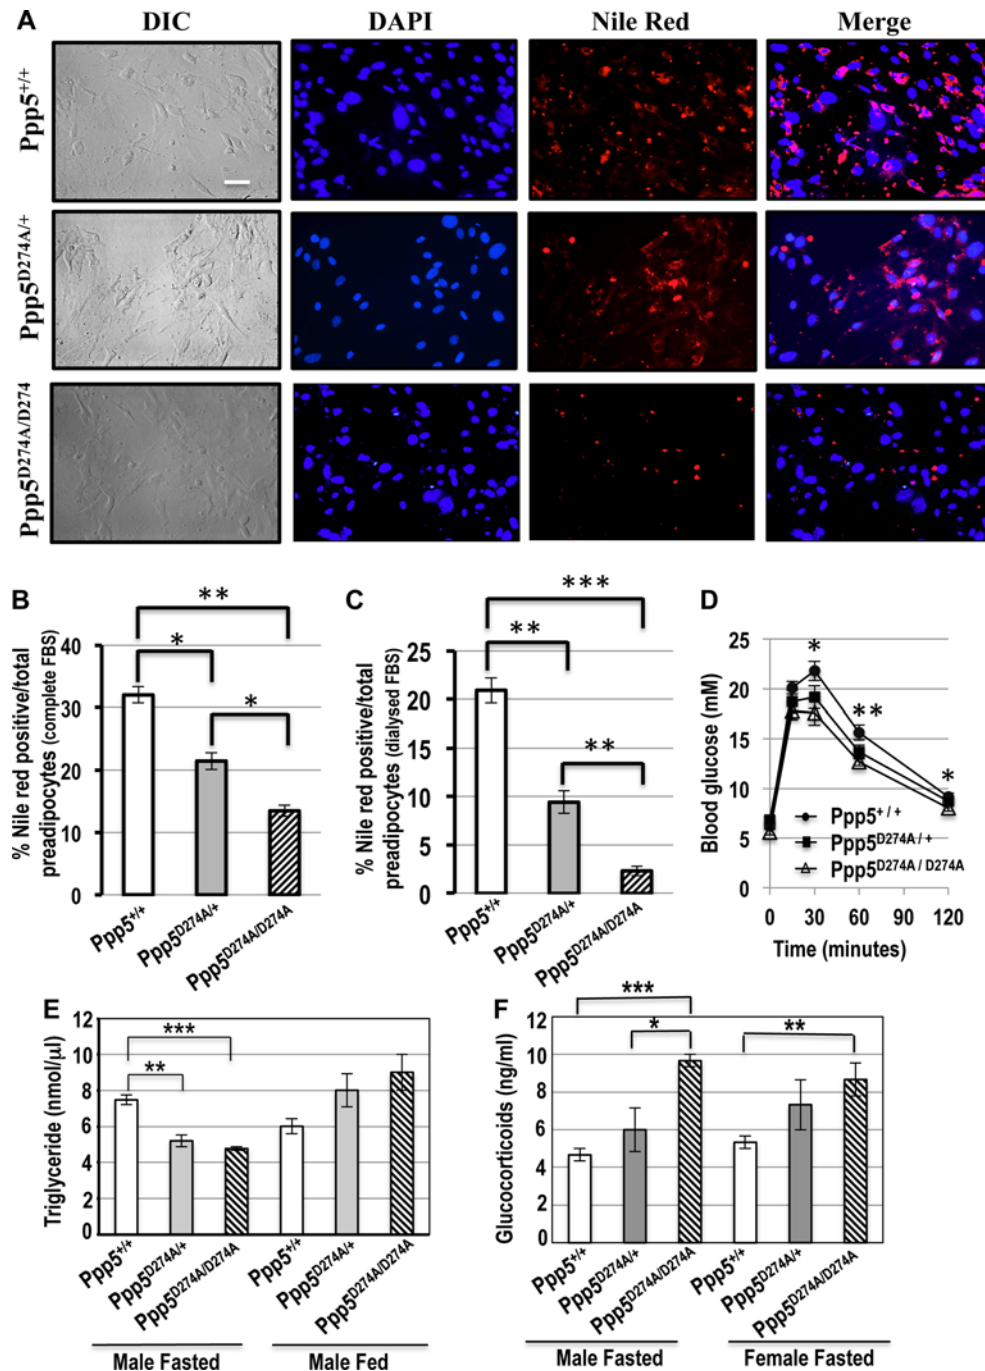 A
DIC
DAPI
Nile Red
Merge
Ppp5+/+
Ppp5D274A/+
Ppp5D274A/D274
B
% Nile red positive/total
preadipocytes (complete FBS)
40
30
20
10
0
**
*
*
Ppp5+/+
Ppp5D274A/+
Ppp5D274A/D274A
C
% Nile red positive/total
preadipocytes (dialysed FBS)
25
20
15
10
5
0
***
**
**
Ppp5+/+
Ppp5D274A/+
Ppp5D274A/D274A
D
Blood glucose (mM)
25
20
15
10
5
0
*
**
*
Ppp5+/+
Ppp5D274A/+
Ppp5D274A/D274A
0 30 60 90 120
Time (minutes)
E
Triglyceride (nmol/µl)
12
10
8
6
4
2
0
***
**
Ppp5+/+
Ppp5D274A/+
Ppp5D274A/D274A
Ppp5+/+
Ppp5D274A/+
Ppp5D274A/D274A
Male Fasted
Male Fed
F
Glucocorticoids (ng/ml)
12
10
8
6
4
2
0
***
*
**
Ppp5+/+
Ppp5D274A/+
Ppp5D274A/D274A
Ppp5+/+
Ppp5D274A/+
Ppp5D274A/D274A
Male Fasted
Female Fasted